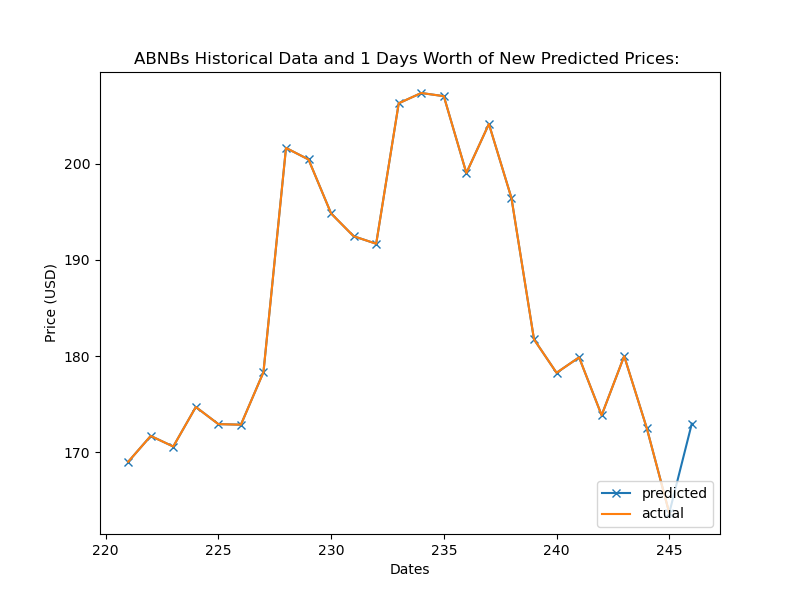 ABNBs Historical Data and 1 Days Worth of New Predicted Prices:
200
190
180
170
Price (USD)
predicted
actual
220
225
230
235
240
245
Dates